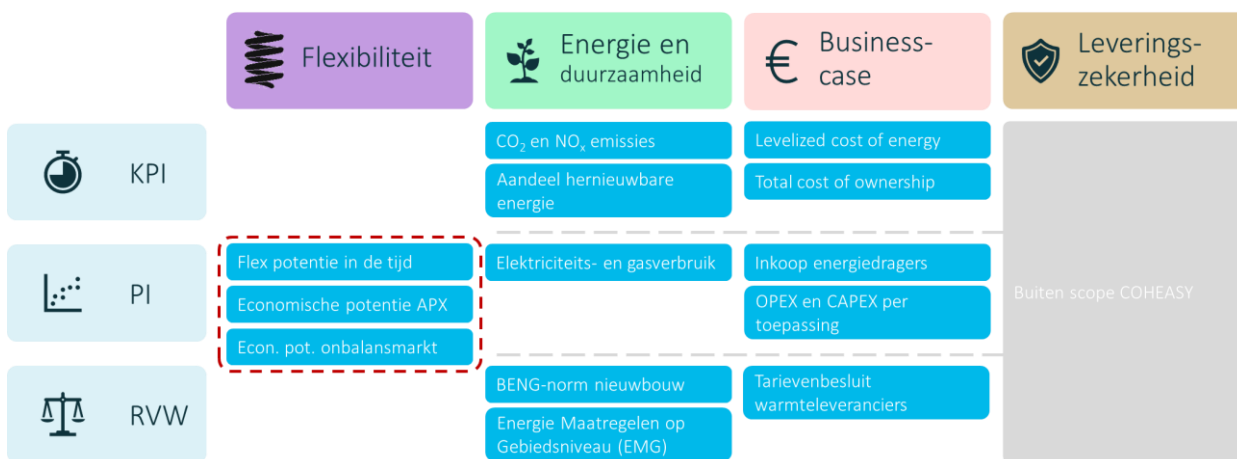 Flexibiliteit
Energie en
duurzaamheid
€ Business-
case
Leverings-
zekerheid
KPI
CO₂ en NOₓ emissies
Aandeel hernieuwbare
energie
Levelized cost of energy
Total cost of ownership
PI
Flex potentie in de tijd
Economische potentie APX
Econ. pot. onbalansmarkt
Elektriciteits- en gasverbruik
Inkoop energiedragers
OPEX en CAPEX per
toepassing
Buiten scope COHEASY
RVW
BENG-norm nieuwbouw
Energie Maatregelen op
Gebiedsniveau (EMG)
Tarievenbesluit
warmteleveranciers